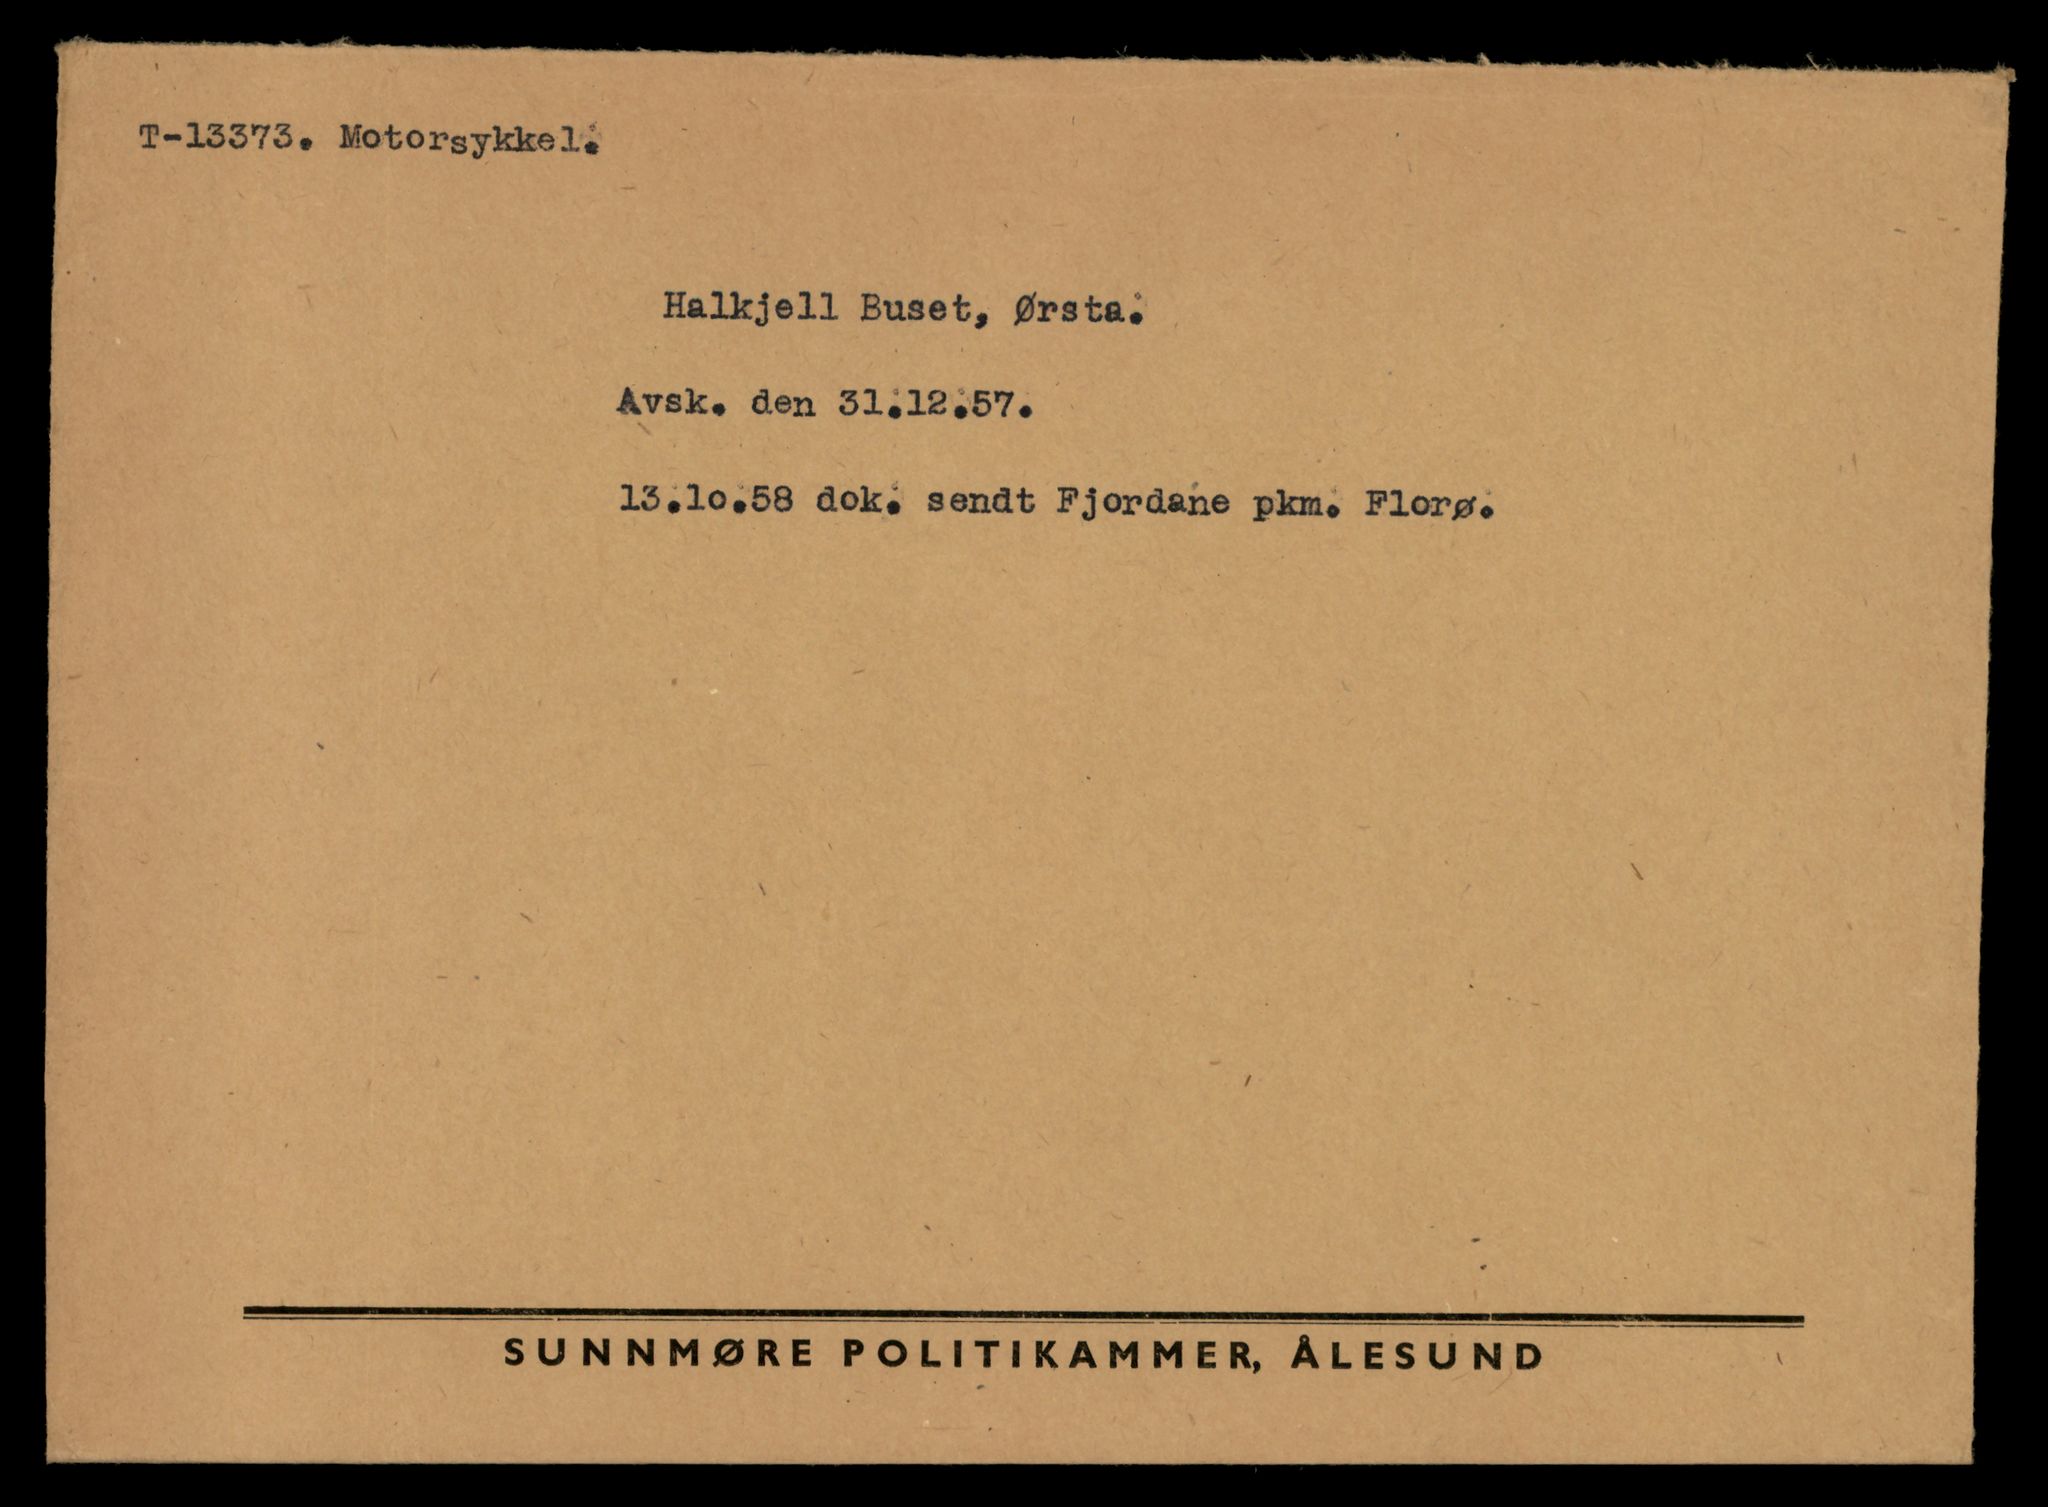 T-13373. Motorsykkel.
Halkjell Buset, Ørsta.
Avsk. den 31.12.57.
13.lo.58 dok. sendt Fjordane pkm. Florø.
SUNNMØRE POLITIKAMMER, ÅLESUND